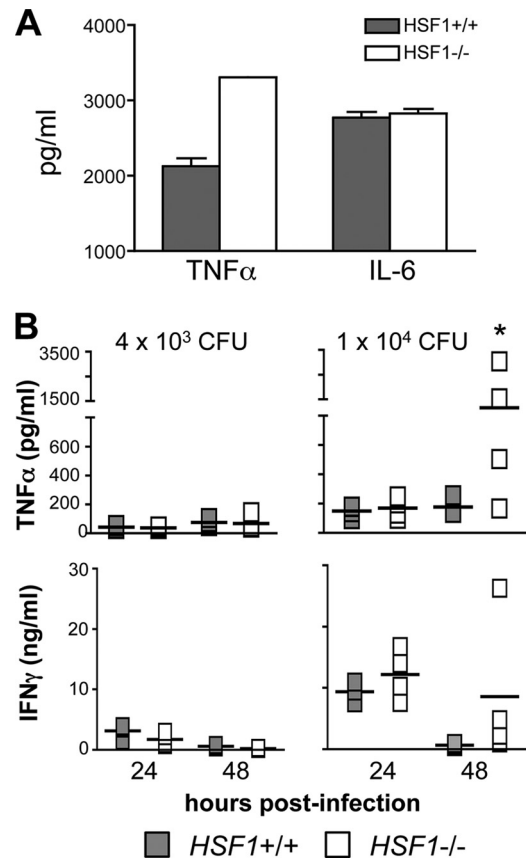 A
HSF1+/+
HSF1-/-
pg/ml
4000
3000
2000
1000
TNFα
IL-6
B
4 x 10³ CFU
1 x 10⁴ CFU
*
TNFα (pg/ml)
3500
1500
800
600
400
200
0
IFNγ (ng/ml)
30
20
10
0
24
48
24
48
hours post-infection
HSF1+/+
HSF1-/-